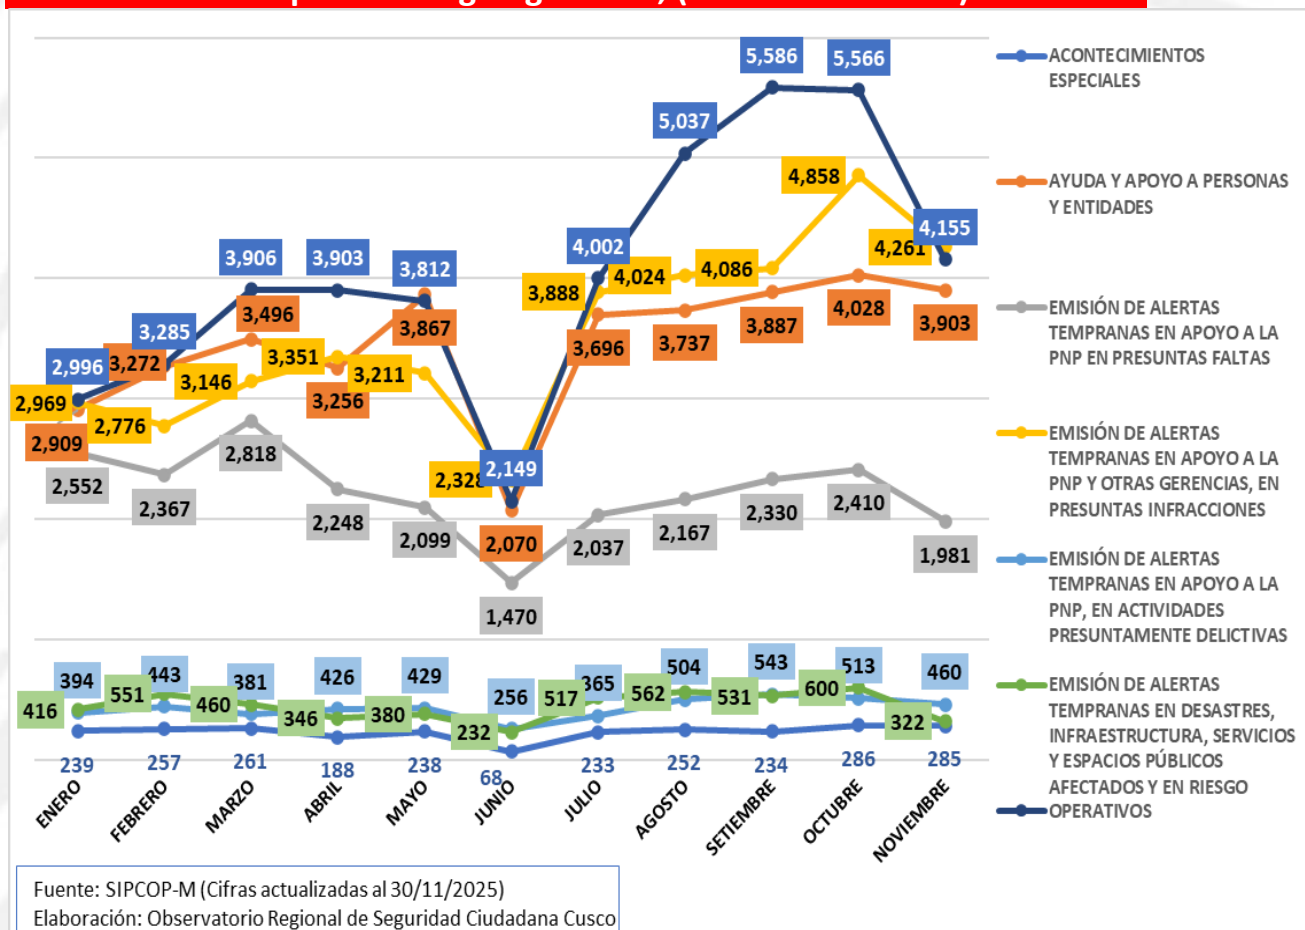 5,586
5,566
5,037
4,858
4,155
4,002
4,261
3,906
3,903
3,812
3,888
4,024
4,086
3,496
3,867
4,028
3,887
3,903
3,285
3,696
3,737
2,996
3,272
3,351
3,146
3,211
3,256
2,969
2,776
2,909
2,818
2,328
2,149
2,552
2,367
2,248
2,099
2,070
2,037
2,167
2,330
2,410
1,981
1,470
394
443
381
426
429
256
365
504
543
513
460
416
551
460
346
380
232
517
562
531
600
322
239
257
261
188
238
68
233
252
234
286
285
ENERO
FEBRERO
MARZO
ABRIL
MAYO
JUNIO
JULIO
AGOSTO
SETIEMBRE
OCTUBRE
NOVIEMBRE
ACONTECIMIENTOS
ESPECIALES
AYUDA Y APOYO A PERSONAS
Y ENTIDADES
EMISIÓN DE ALERTAS
TEMPRANAS EN APOYO A LA
PNP EN PRESUNTAS FALTAS
EMISIÓN DE ALERTAS
TEMPRANAS EN APOYO A LA
PNP Y OTRAS GERENCIAS, EN
PRESUNTAS INFRACCIONES
EMISIÓN DE ALERTAS
TEMPRANAS EN APOYO A LA
PNP, EN ACTIVIDADES
PRESUNTAMENTE DELICTIVAS
EMISIÓN DE ALERTAS
TEMPRANAS EN DESASTRES,
INFRAESTRUCTURA, SERVICIOS
Y ESPACIOS PÚBLICOS
AFECTADOS Y EN RIESGO
OPERATIVOS
Fuente: SIPCOP-M (Cifras actualizadas al 30/11/2025)
Elaboración: Observatorio Regional de Seguridad Ciudadana Cusco